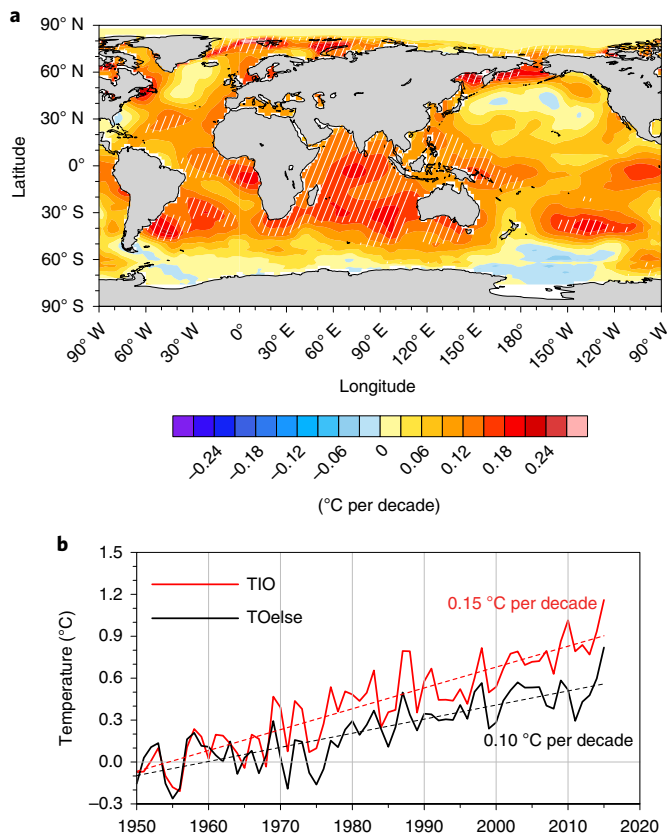 a
90° N
60° N
30° N
0°
30° S
60° S
90° S
Latitude
90° W
60° W
30° W
0°
30° E
60° E
90° E
120° E
150° E
180°
150° W
120° W
90° W
Longitude
−0.24
−0.18
−0.12
−0.06
0
0.06
0.12
0.18
0.24
(°C per decade)
b
1.5
1.2
0.9
0.6
0.3
0.0
−0.3
Temperature (°C)
TIO
TOelse
0.15 °C per decade
0.10 °C per decade
1950 1960 1970 1980 1990 2000 2010 2020